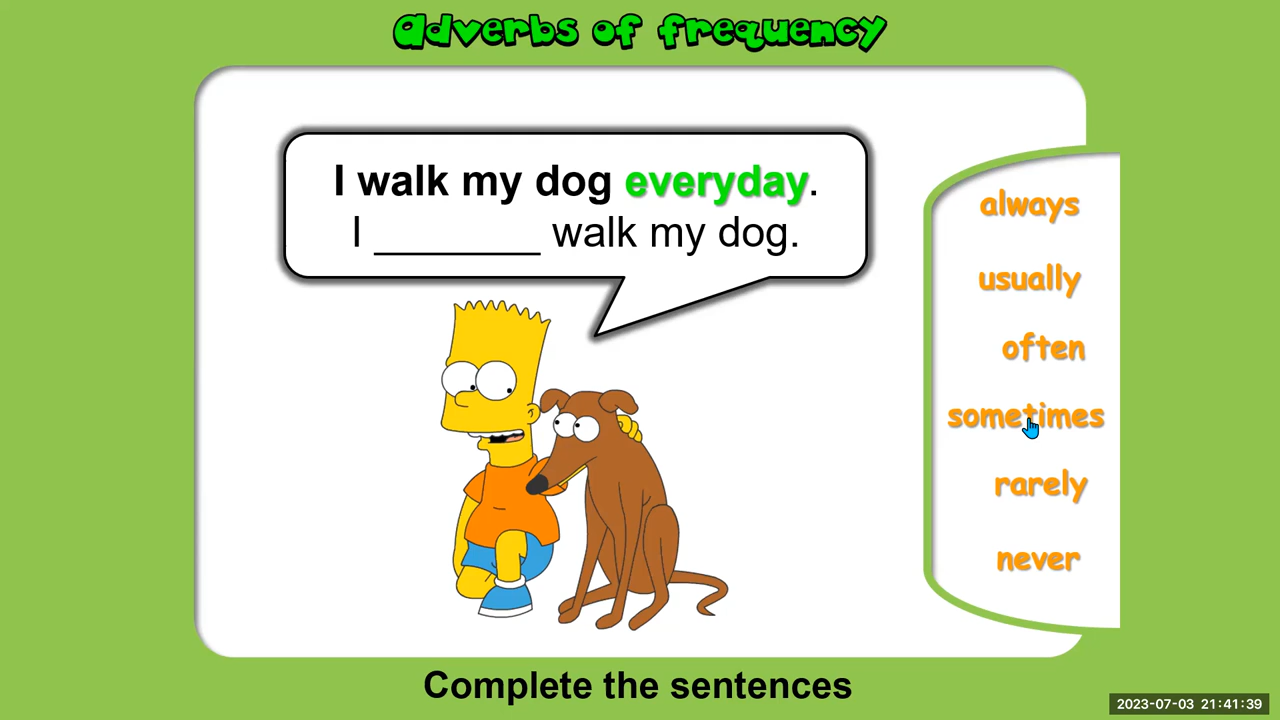 Adverbs of frequency
I walk my dog everyday.
I _______ walk my dog.
always
usually
often
sometimes
rarely
never
Complete the sentences
2023-07-03 21:41:39